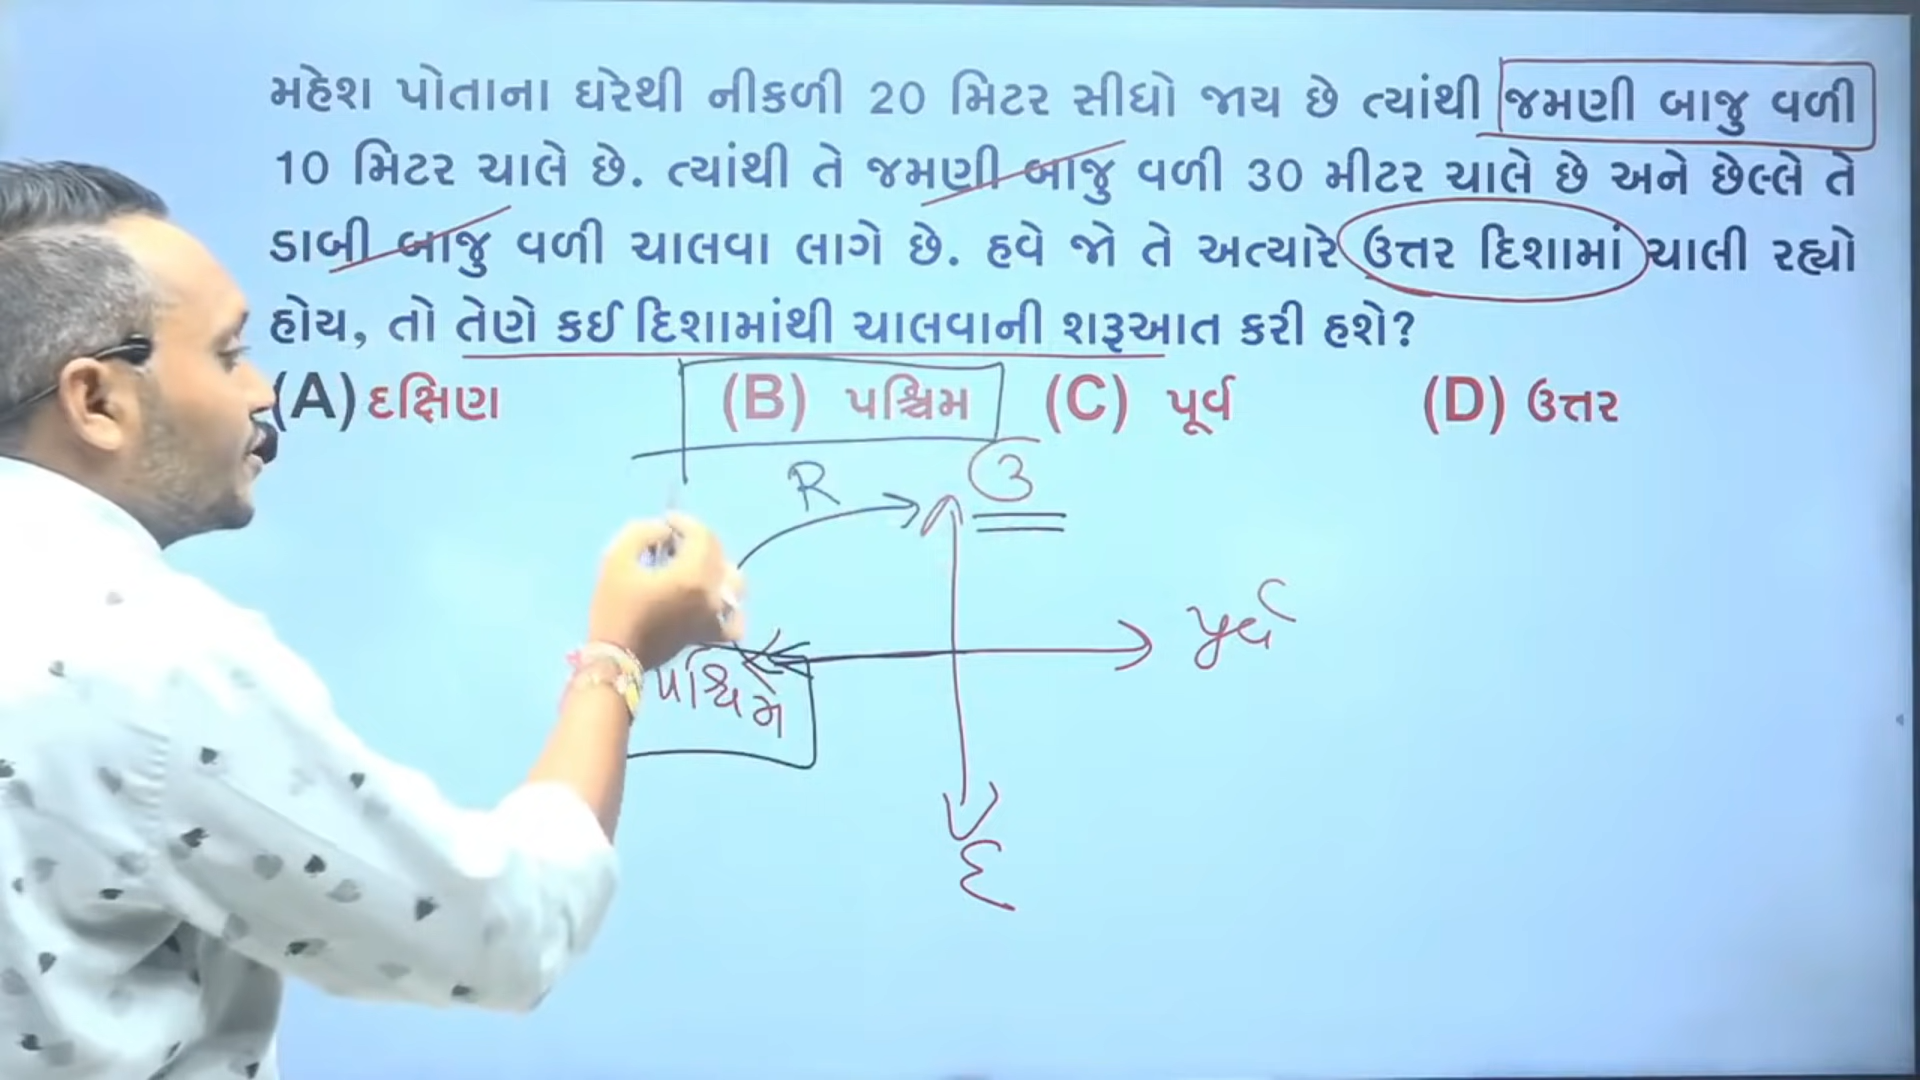 મહેશ પોતાના ઘરેથી નીકળી 20 મિટર સીધો જાય છે ત્યાંથી જમણી બાજુ વળી
10 મિટર ચાલે છે. ત્યાંથી તે જમણી બાજુ વળી 30 મીટર ચાલે છે અને છેલ્લે તે
ડાબી બાજુ વળી ચાલવા લાગે છે. હવે જો તે અત્યારે ઉત્તર દિશામાં ચાલી રહ્યો
હોય, તો તેણે કઈ દિશામાંથી ચાલવાની શરૂઆત કરી હશે?
(A) દક્ષિણ (B) પશ્ચિમ (C) પૂર્વ (D) ઉત્તર
R ઉ
પૂર્વ
પશ્ચિમ
દ